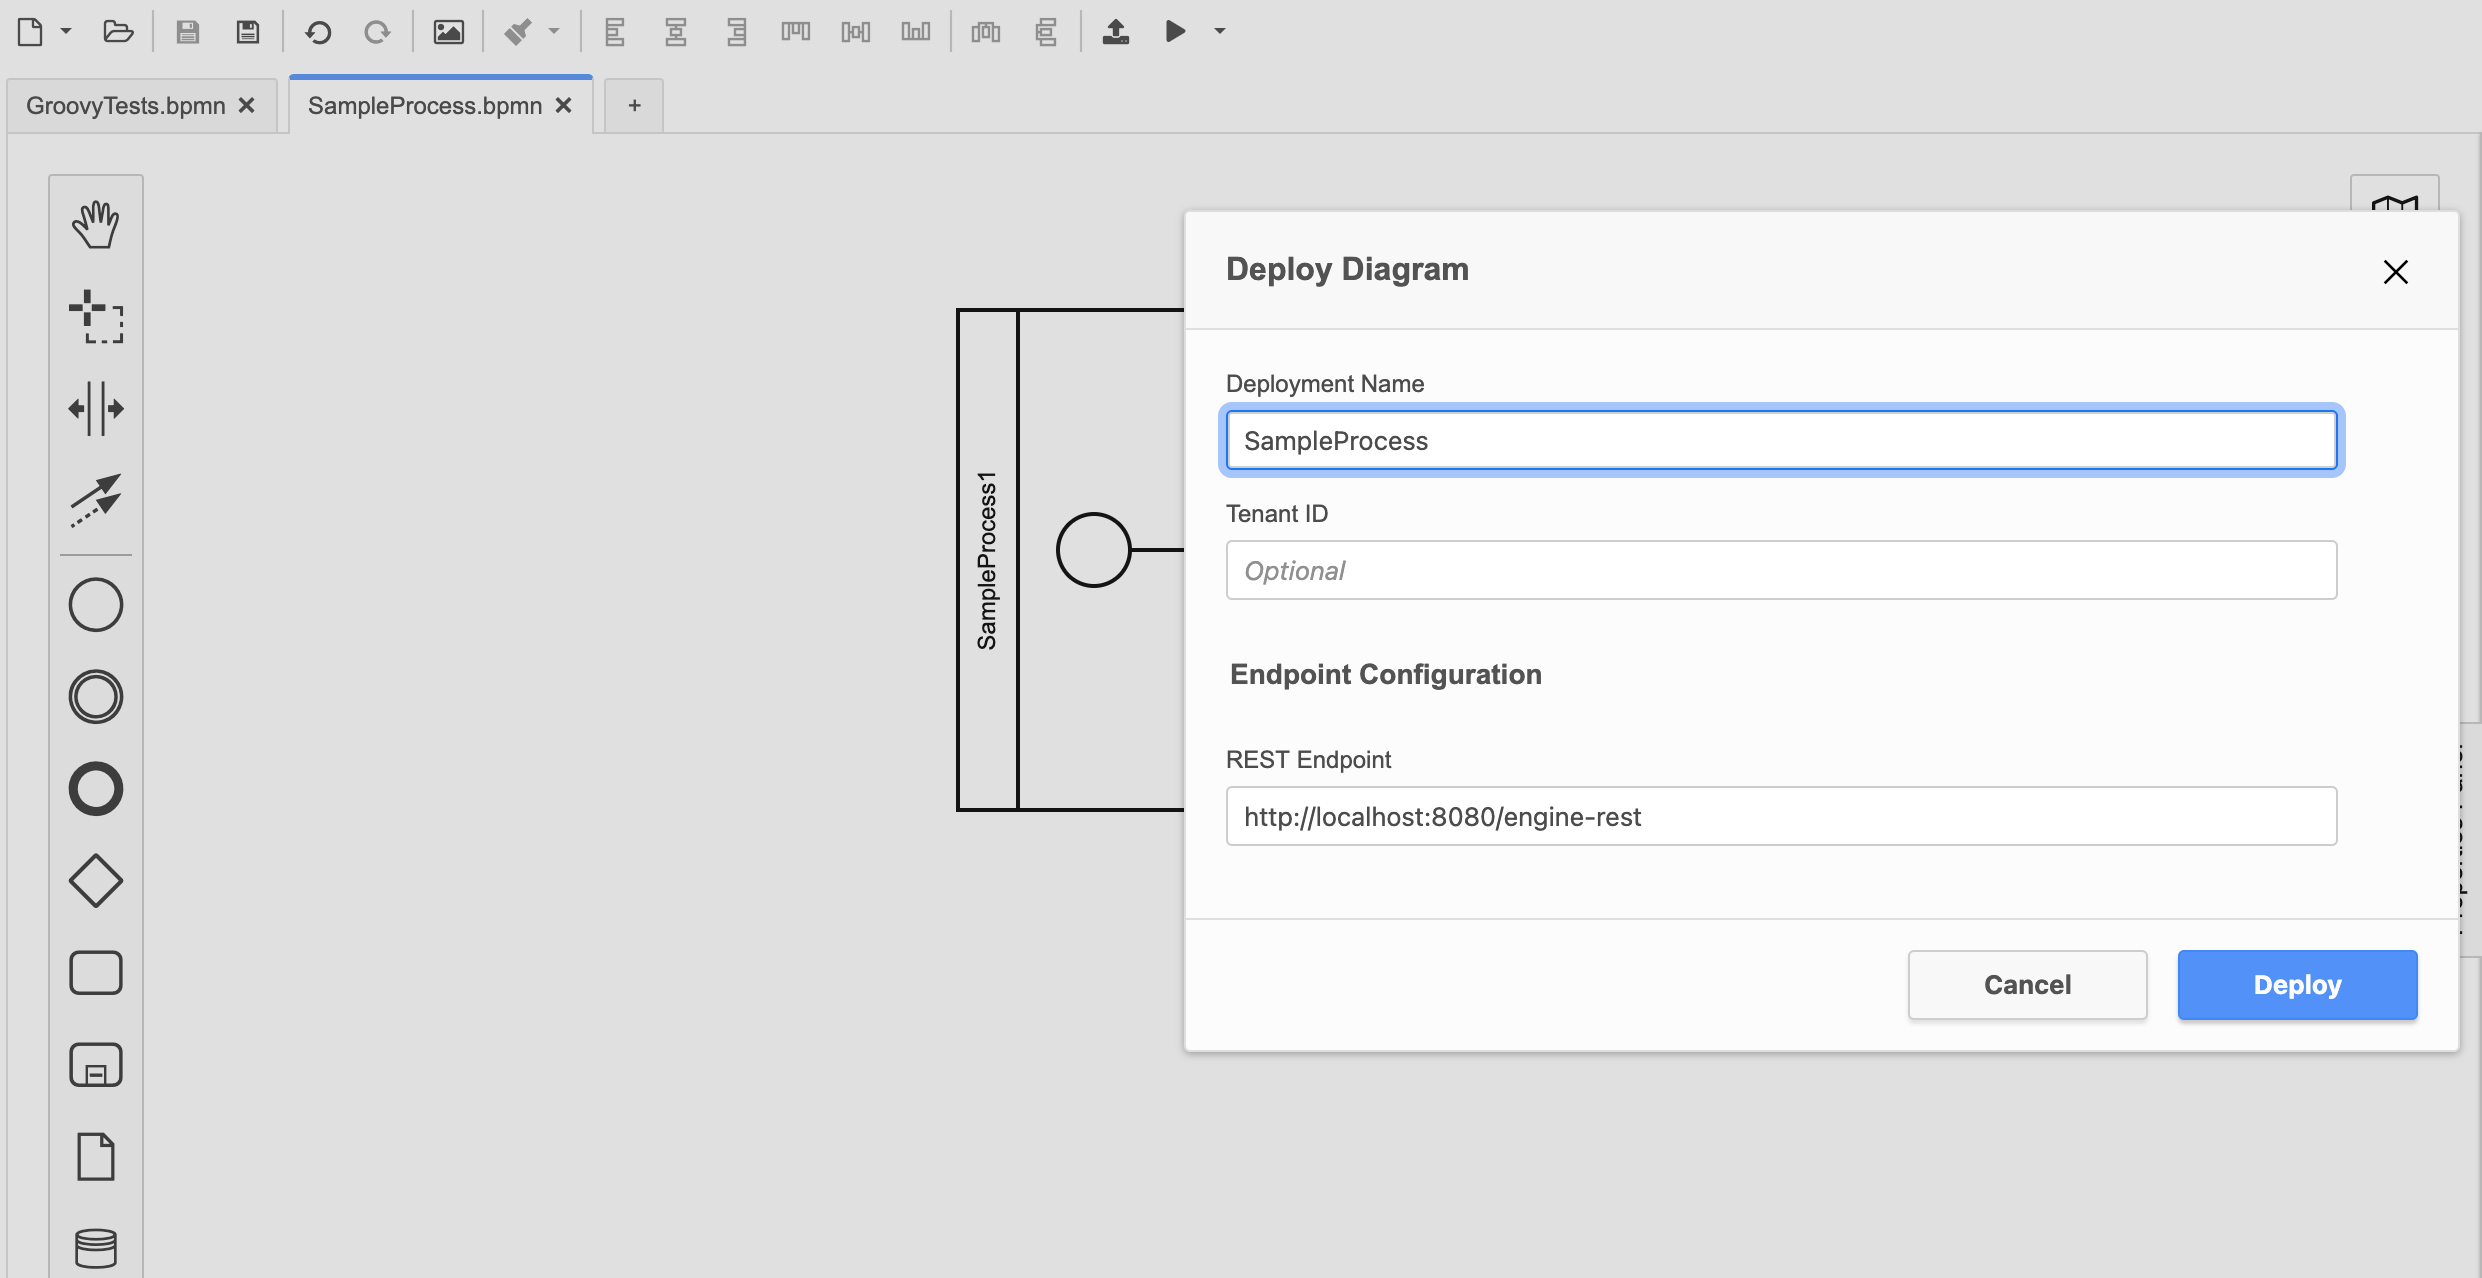 GroovyTests.bpmn
SampleProcess.bpmn
+
Deploy Diagram
Deployment Name
SampleProcess
Tenant ID
Optional
Endpoint Configuration
REST Endpoint
http://localhost:8080/engine-rest
Cancel
Deploy
SampleProcess1